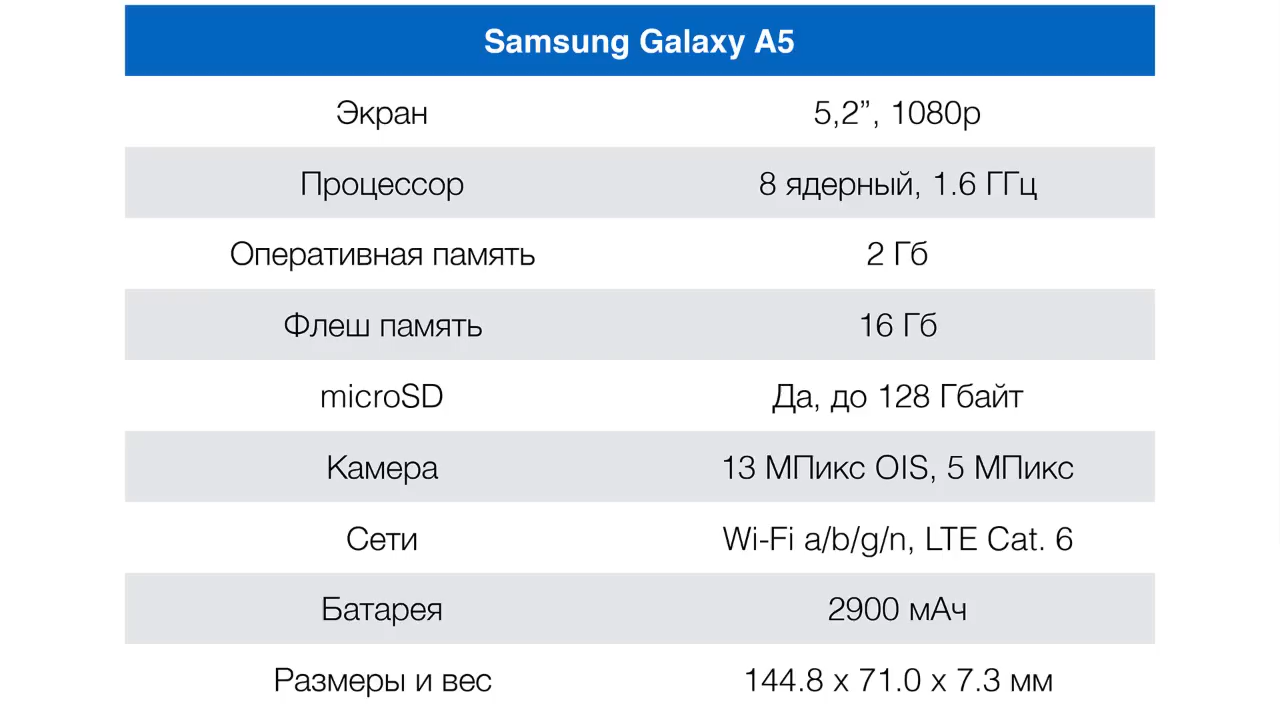 Samsung Galaxy A5
Экран 5,2”, 1080p
Процессор 8 ядерный, 1.6 ГГц
Оперативная память 2 Гб
Флеш память 16 Гб
microSD Да, до 128 Гбайт
Камера 13 МПикс OIS, 5 МПикс
Сети Wi-Fi a/b/g/n, LTE Cat. 6
Батарея 2900 мАч
Размеры и вес 144.8 x 71.0 x 7.3 мм